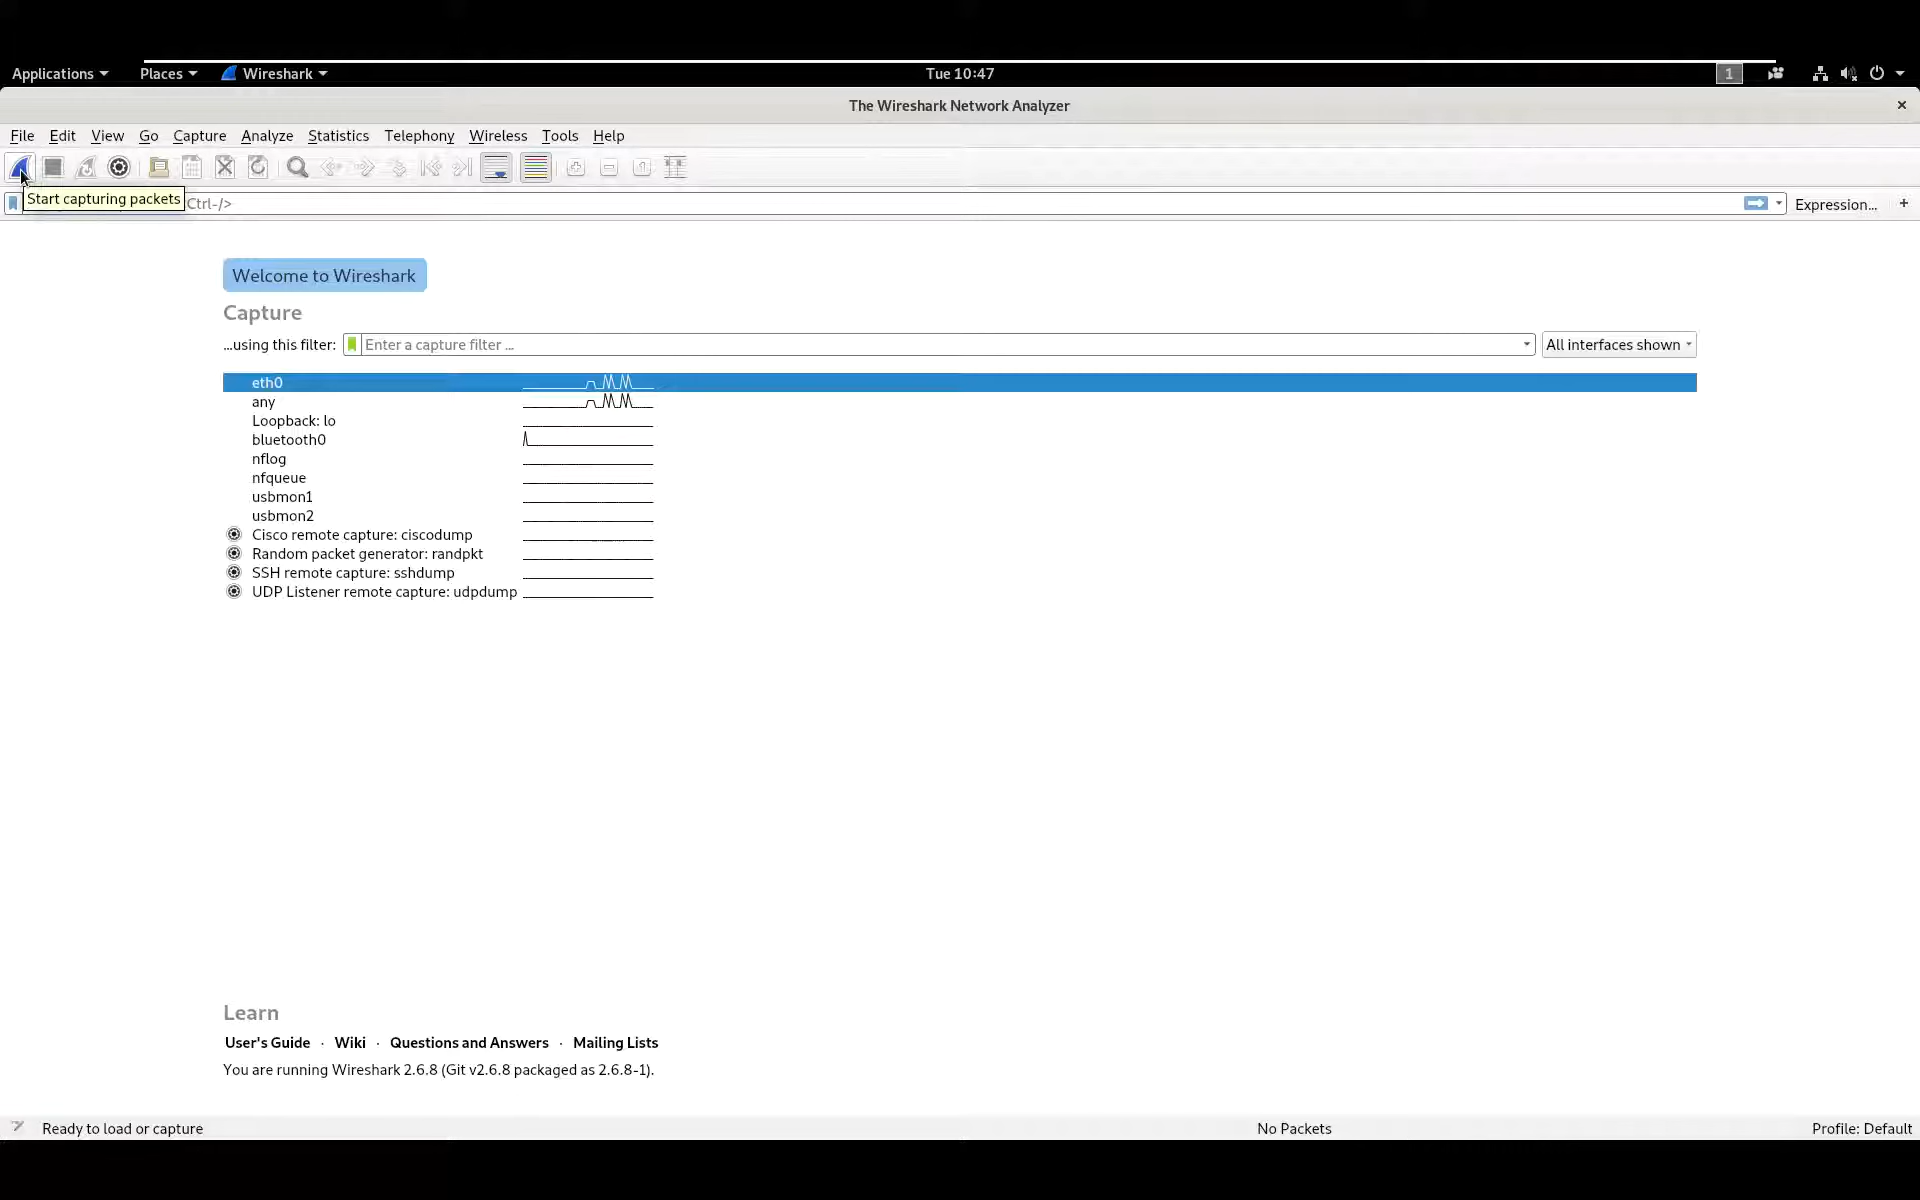 Applications Places Wireshark Tue 10:47 1
The Wireshark Network Analyzer
File Edit View Go Capture Analyze Statistics Telephony Wireless Tools Help
Start capturing packets
Ctrl-/> Expression... +
Welcome to Wireshark
Capture
...using this filter: Enter a capture filter ... All interfaces shown
eth0
any
Loopback: lo
bluetooth0
nflog
nfqueue
usbmon1
usbmon2
Cisco remote capture: ciscodump
Random packet generator: randpkt
SSH remote capture: sshdump
UDP Listener remote capture: udpdump
Learn
User's Guide · Wiki · Questions and Answers · Mailing Lists
You are running Wireshark 2.6.8 (Git v2.6.8 packaged as 2.6.8-1).
Ready to load or capture No Packets Profile: Default